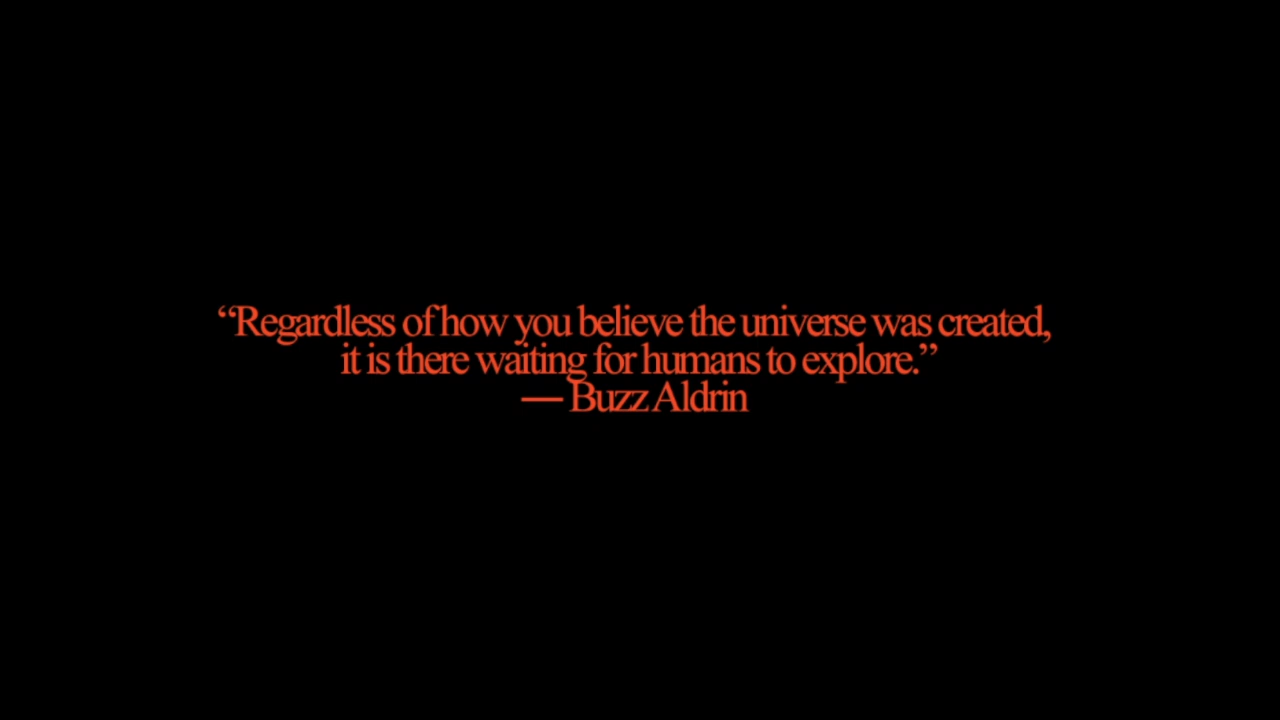 “Regardless of how you believe the universe was created,
it is there waiting for humans to explore.”
— Buzz Aldrin